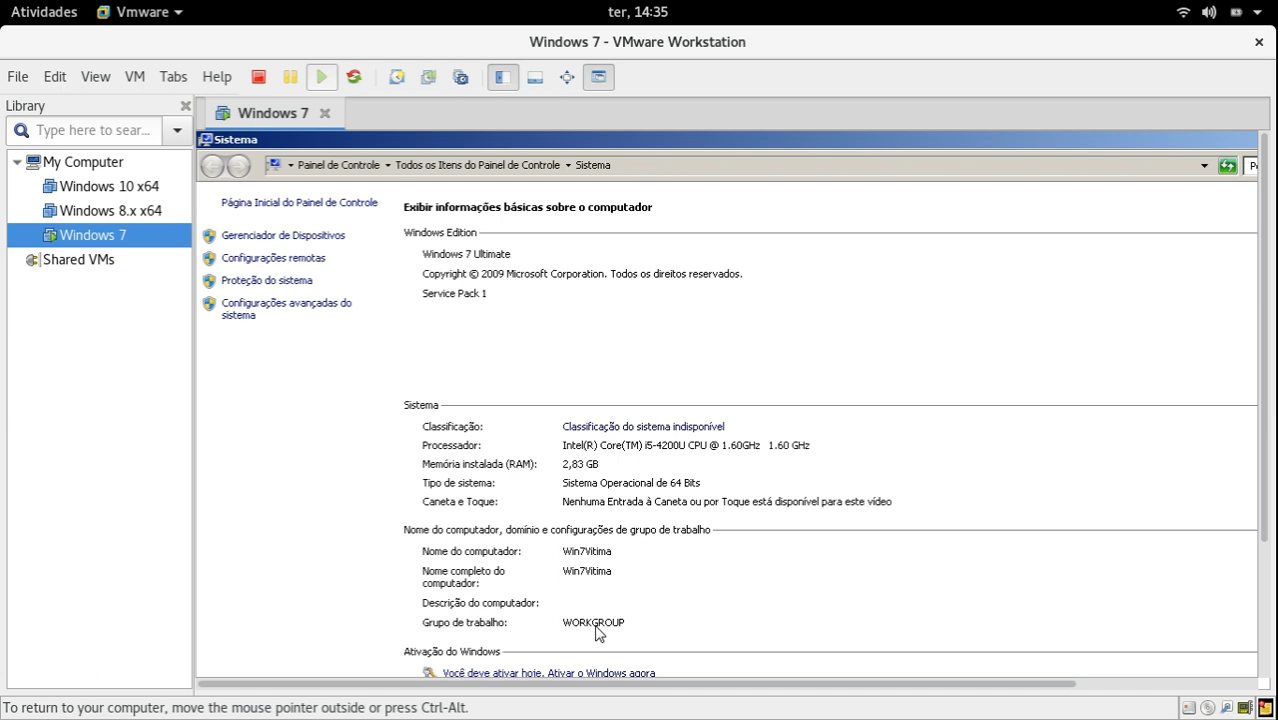 Atividades
Vmware
ter, 14:35
Windows 7 - VMware Workstation
File Edit View VM Tabs Help
Library
Type here to sear...
My Computer
Windows 10 x64
Windows 8.x x64
Windows 7
Shared VMs
Windows 7
Sistema
Painel de Controle Todos os Itens do Painel de Controle Sistema
Página Inicial do Painel de Controle
Gerenciador de Dispositivos
Configurações remotas
Proteção do sistema
Configurações avançadas do
sistema
Exibir informações básicas sobre o computador
Windows Edition
Windows 7 Ultimate
Copyright © 2009 Microsoft Corporation. Todos os direitos reservados.
Service Pack 1
Sistema
Classificação: Classificação do sistema indisponível
Processador: Intel(R) Core(TM) i5-4200U CPU @ 1.60GHz 1.60 GHz
Memória instalada (RAM): 2,83 GB
Tipo de sistema: Sistema Operacional de 64 Bits
Caneta e Toque: Nenhuma Entrada à Caneta ou por Toque está disponível para este vídeo
Nome do computador, domínio e configurações de grupo de trabalho
Nome do computador: Win7Vitima
Nome completo do Win7Vitima
computador:
Descrição do computador:
Grupo de trabalho: WORKGROUP
Ativação do Windows
Você deve ativar hoje. Ativar o Windows agora
To return to your computer, move the mouse pointer outside or press Ctrl-Alt.